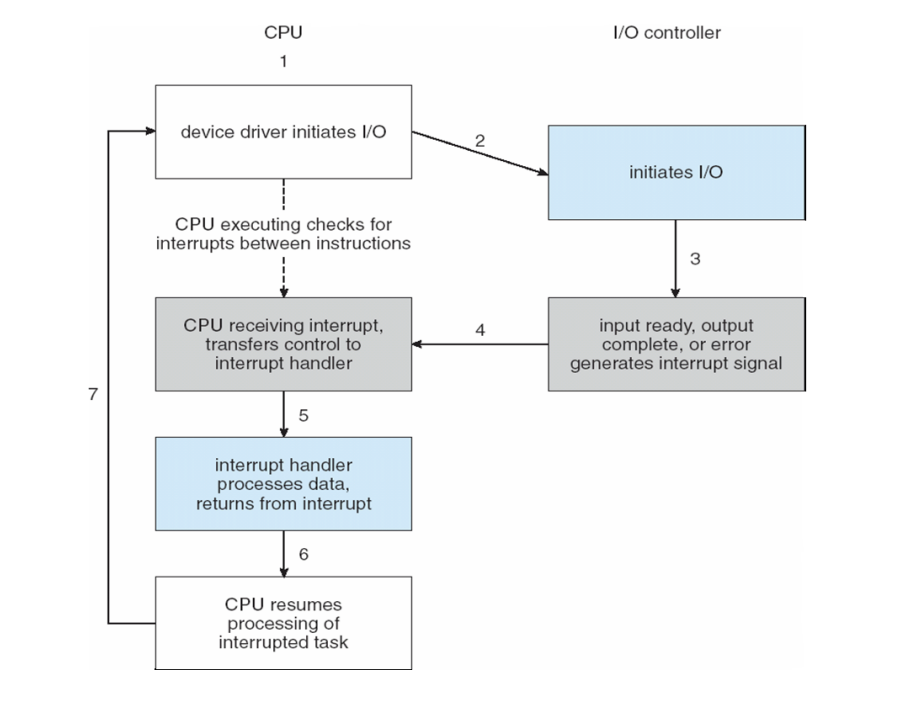 CPU
I/O controller
1
device driver initiates I/O
2
initiates I/O
CPU executing checks for
interrupts between instructions
3
CPU receiving interrupt,
transfers control to
interrupt handler
4
input ready, output
complete, or error
generates interrupt signal
7
5
interrupt handler
processes data,
returns from interrupt
6
CPU resumes
processing of
interrupted task